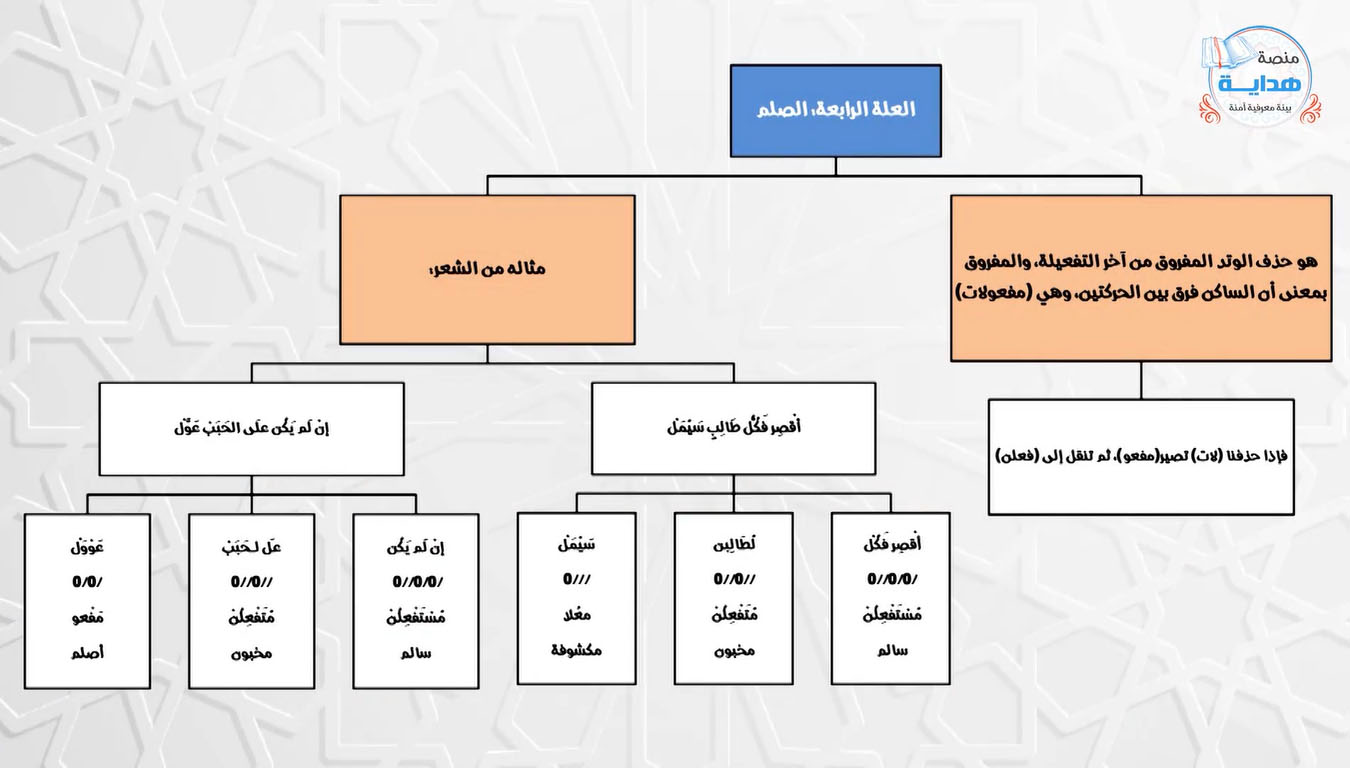 منصة
هداية
بيئة معرفية آمنة
العلة الرابعة: الصلم
هو حذف الوتد المفروق من آخر التفعيلة، والمفروق
بمعنى أن الساكن فرق بين الحركتين، وهي (مفعولات)
فإذا حذفنا (لات) تصير(مفعو)، ثم تنقل إلى (فعلن)
مثاله من الشعر:
أَقْصِر فَكُلُّ طَالِبٍ سَيُمَلْ
أَقْصِر فَكُلْ
/0/0//0
مُسْتَفْعِلُنْ
سالم
لُطَالِبن
//0//0
مُتَفْعِلُنْ
مخبون
سَيُمَلْ
///0
مَعُلا
مكشوفة
إِنْ لَم يَكُن عَلَى الحَبَبْ عَوَّلْ
إِنْ لَم يَكُن
/0/0//0
مُسْتَفْعِلُنْ
سالم
عَلَ لحَبَبْ
//0//0
مُتَفْعِلُنْ
مخبون
عَوْوَلْ
/0/0
مَفْعو
أصلم